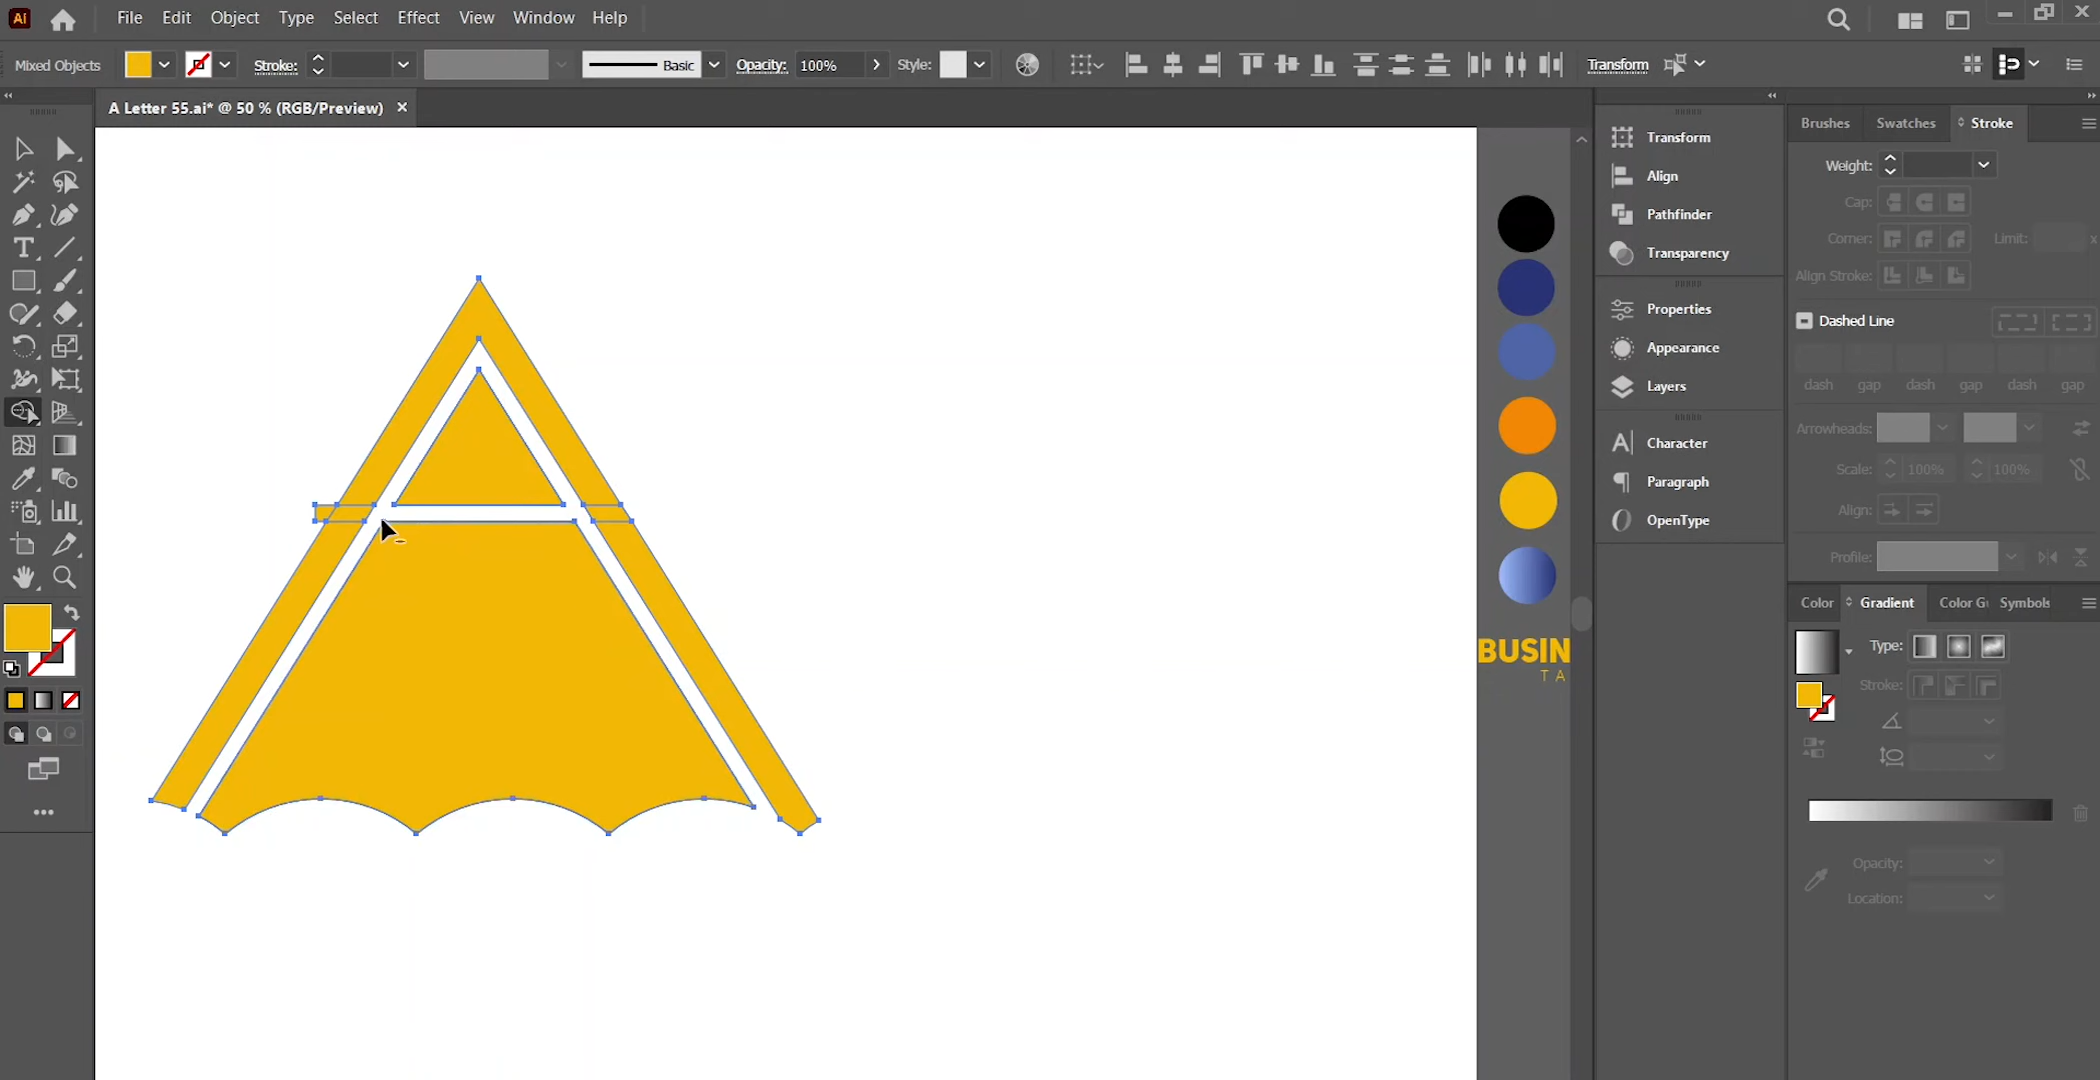 Ai File Edit Object Type Select Effect View Window Help
Mixed Objects Stroke: Basic Opacity: 100% Style: Transform
A Letter 55.ai* @ 50 % (RGB/Preview) ×
Transform
Align
Pathfinder
Transparency
Properties
Appearance
Layers
Character
Paragraph
OpenType
Brushes Swatches Stroke
Weight:
Cap:
Corner: Limit: x
Align Stroke:
Dashed Line
dash gap dash gap dash gap
Arrowheads:
Scale: 100% 100%
Align:
Profile:
Color Gradient Color Gu Symbols
Type:
Stroke:
Opacity:
Location:
BUSIN
T A